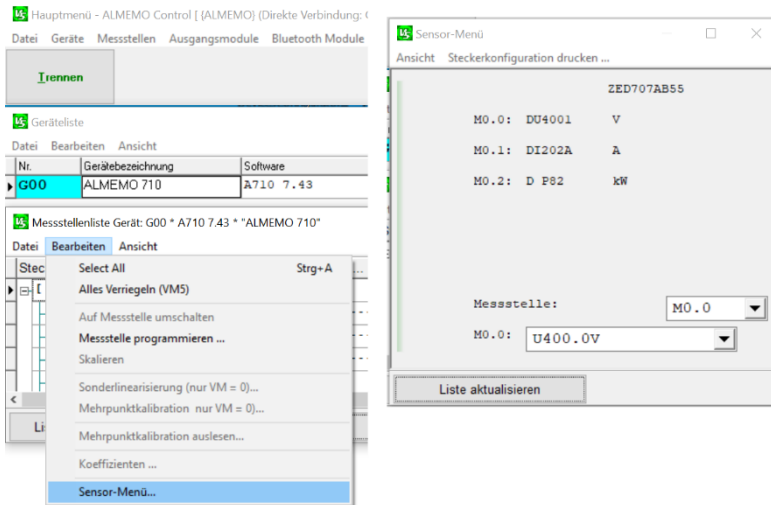 Hauptmenü - ALMEMO Control [ {ALMEMO} (Direkte Verbindung:
Datei Geräte Messstellen Ausgangsmodule Bluetooth Module
Trennen
Geräteliste
Datei Bearbeiten Ansicht
Nr. Gerätebezeichnung Software
G00 ALMEMO 710 A710 7.43
Messstellenliste Gerät: G00 * A710 7.43 * "ALMEMO 710"
Datei Bearbeiten Ansicht
Stec
Select All Strg+A
Alles Verriegeln (VM5)
Auf Messstelle umschalten
Messstelle programmieren ...
Skalieren
Sonderlinearisierung (nur VM = 0)...
Mehrpunktkalibration nur VM = 0)...
Li
Mehrpunktkalibration auslesen...
Koeffizienten ...
Sensor-Menü...
Sensor-Menü
Ansicht Steckerkonfiguration drucken ...
ZED707AB55
M0.0: DU4001 V
M0.1: DI202A A
M0.2: D P82 kW
Messstelle: M0.0
M0.0: U400.0V
Liste aktualisieren